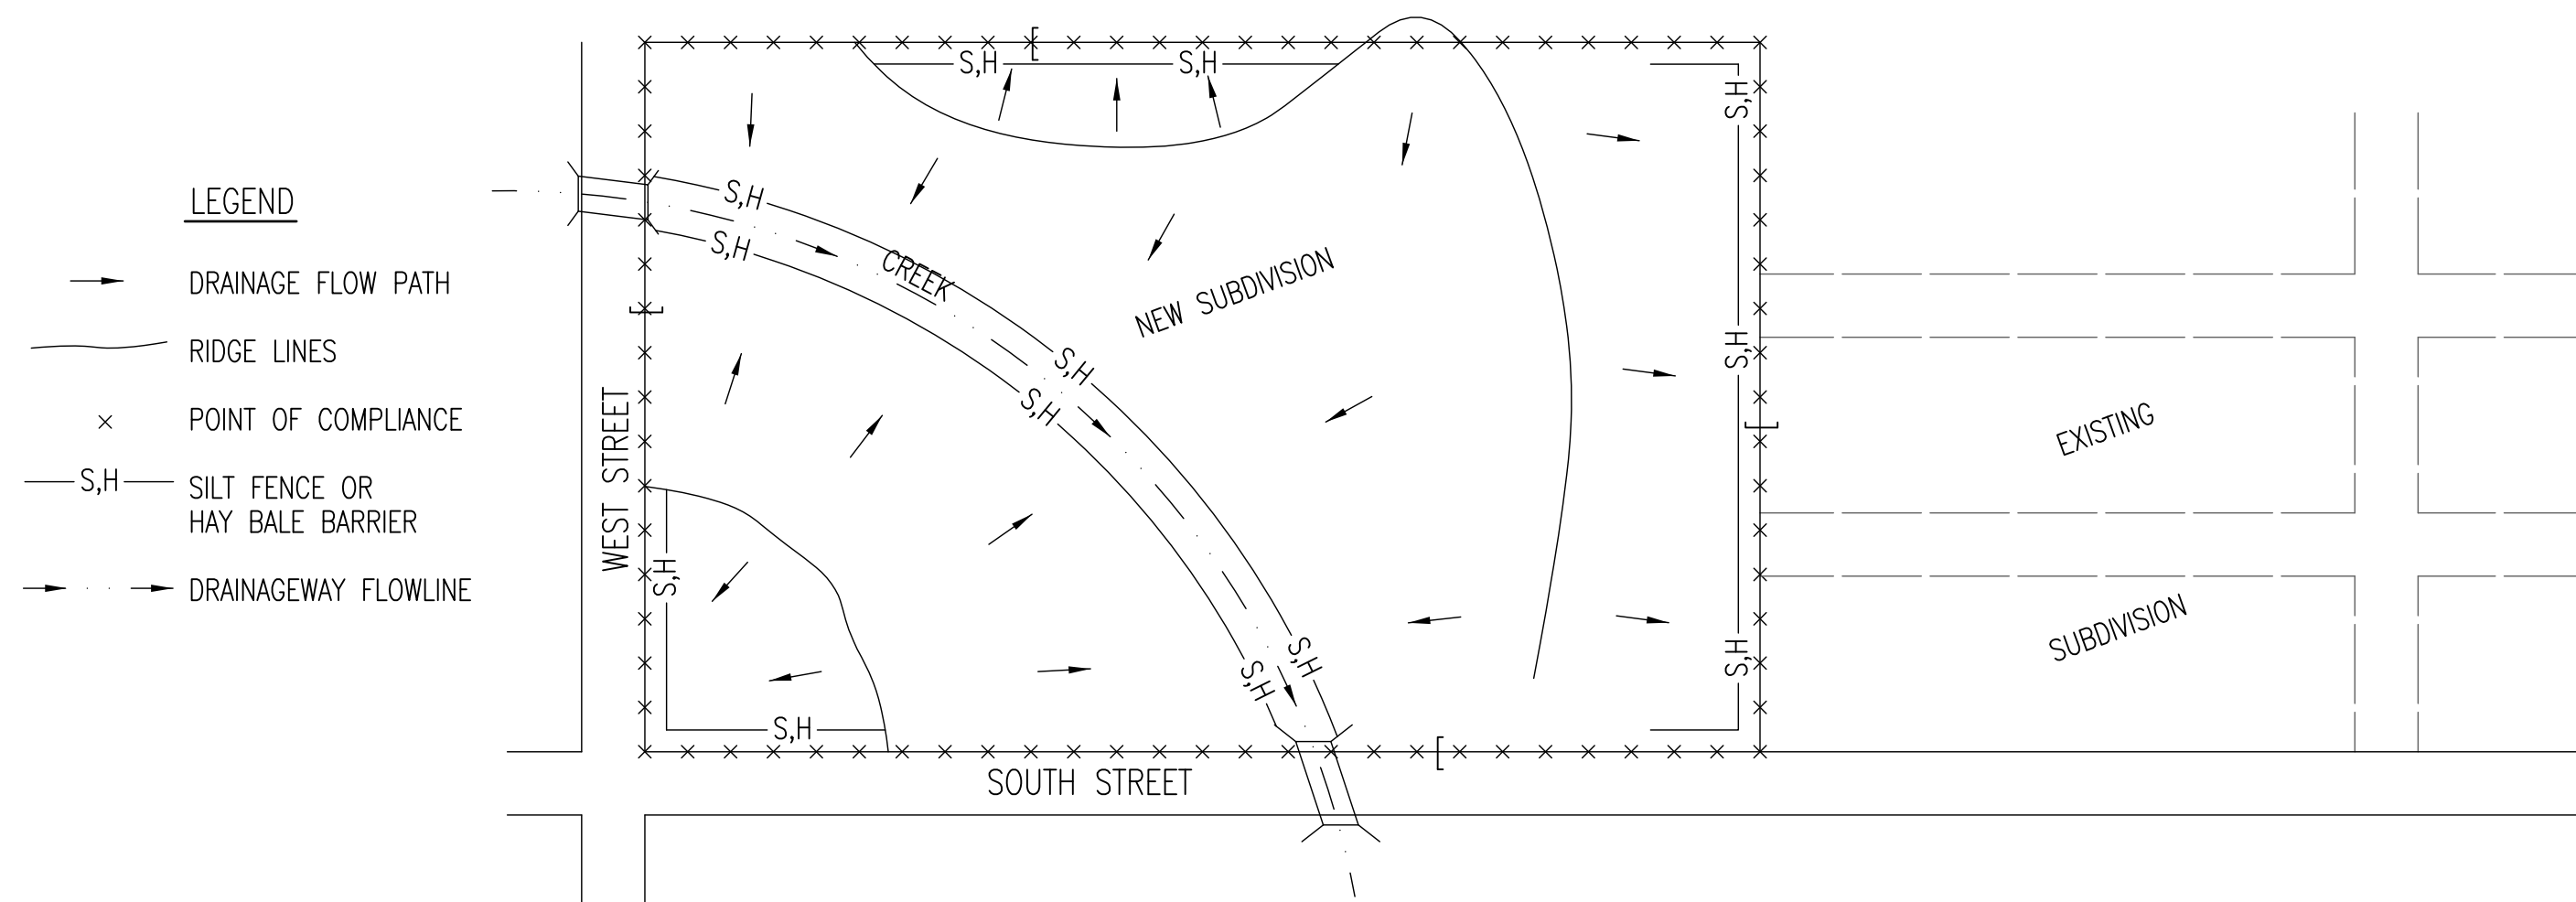 LEGEND
DRAINAGE FLOW PATH
RIDGE LINES
POINT OF COMPLIANCE
S,H
SILT FENCE OR
HAY BALE BARRIER
DRAINAGEWAY FLOWLINE
S,H
S,H
S,H
S,H
S,H
CREEK
NEW SUBDIVISION
S,H
S,H
S,H
WEST STREET
EXISTING
S,H
S,H
S,H
S,H
S,H
SUBDIVISION
S,H
SOUTH STREET